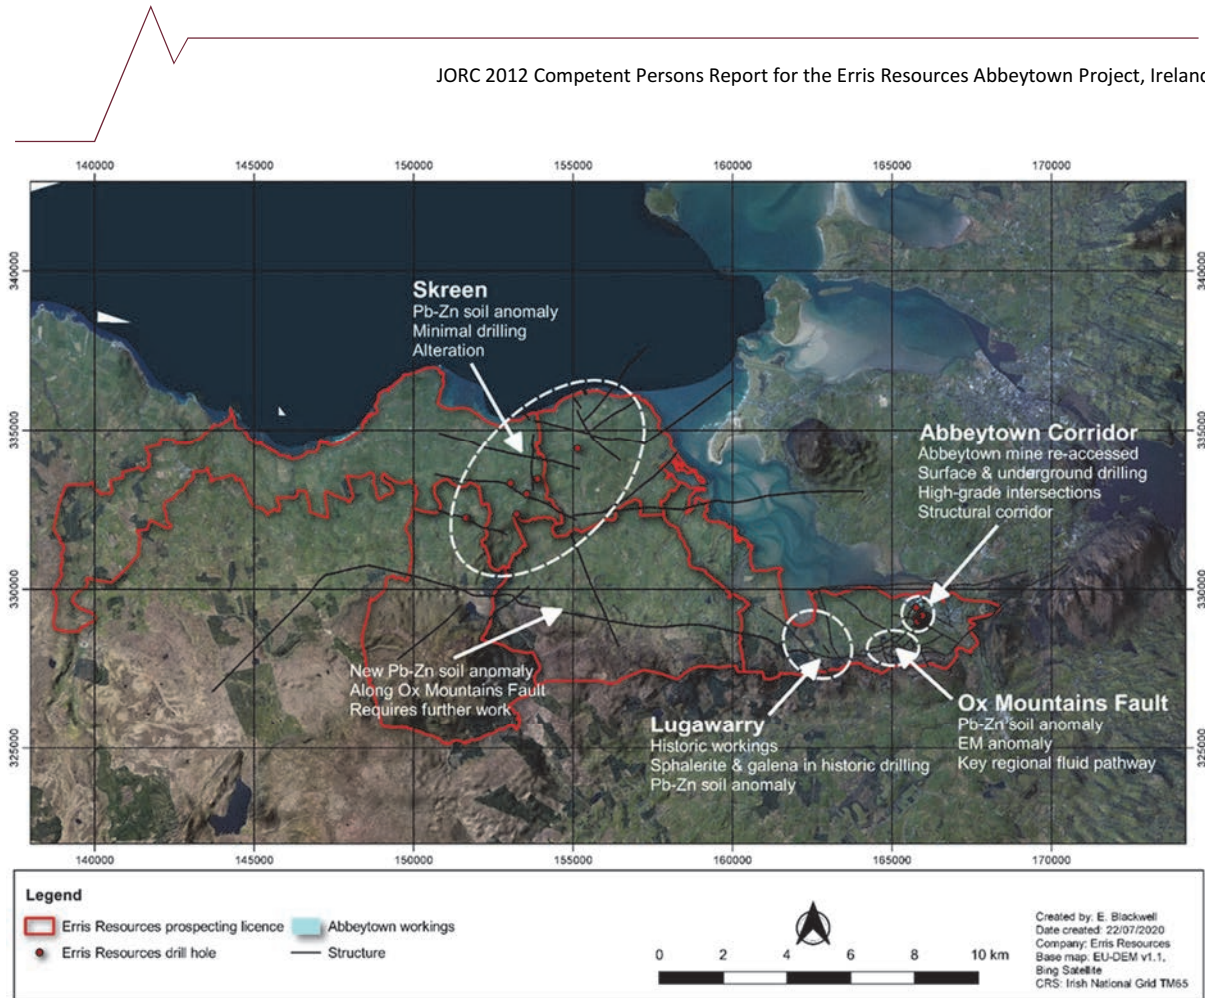 JORC 2012 Competent Persons Report for the Erris Resources Abbeytown Project, Ireland
140000 145000 150000 155000 160000 165000 170000
340000 340000
335000 335000
330000 330000
325000 325000
Skreen
Pb-Zn soil anomaly
Minimal drilling
Alteration
Abbeytown Corridor
Abbeytown mine re-accessed
Surface & underground drilling
High-grade intersections
Structural corridor
New Pb-Zn soil anomaly
Along Ox Mountains Fault
Requires further work
Lugawarry
Historic workings
Sphalerite & galena in historic drilling
Pb-Zn soil anomaly
Ox Mountains Fault
Pb-Zn soil anomaly
EM anomaly
Key regional fluid pathway
140000 145000 150000 155000 160000 165000 170000
Legend
Erris Resources prospecting licence
Abbeytown workings
Erris Resources drill hole
Structure
0 2 4 6 8 10 km
Created by: E. Blackwell
Date created: 22/07/2020
Company: Erris Resources
Base map: EU-DEM v1.1,
Bing Satellite
CRS: Irish National Grid TM65